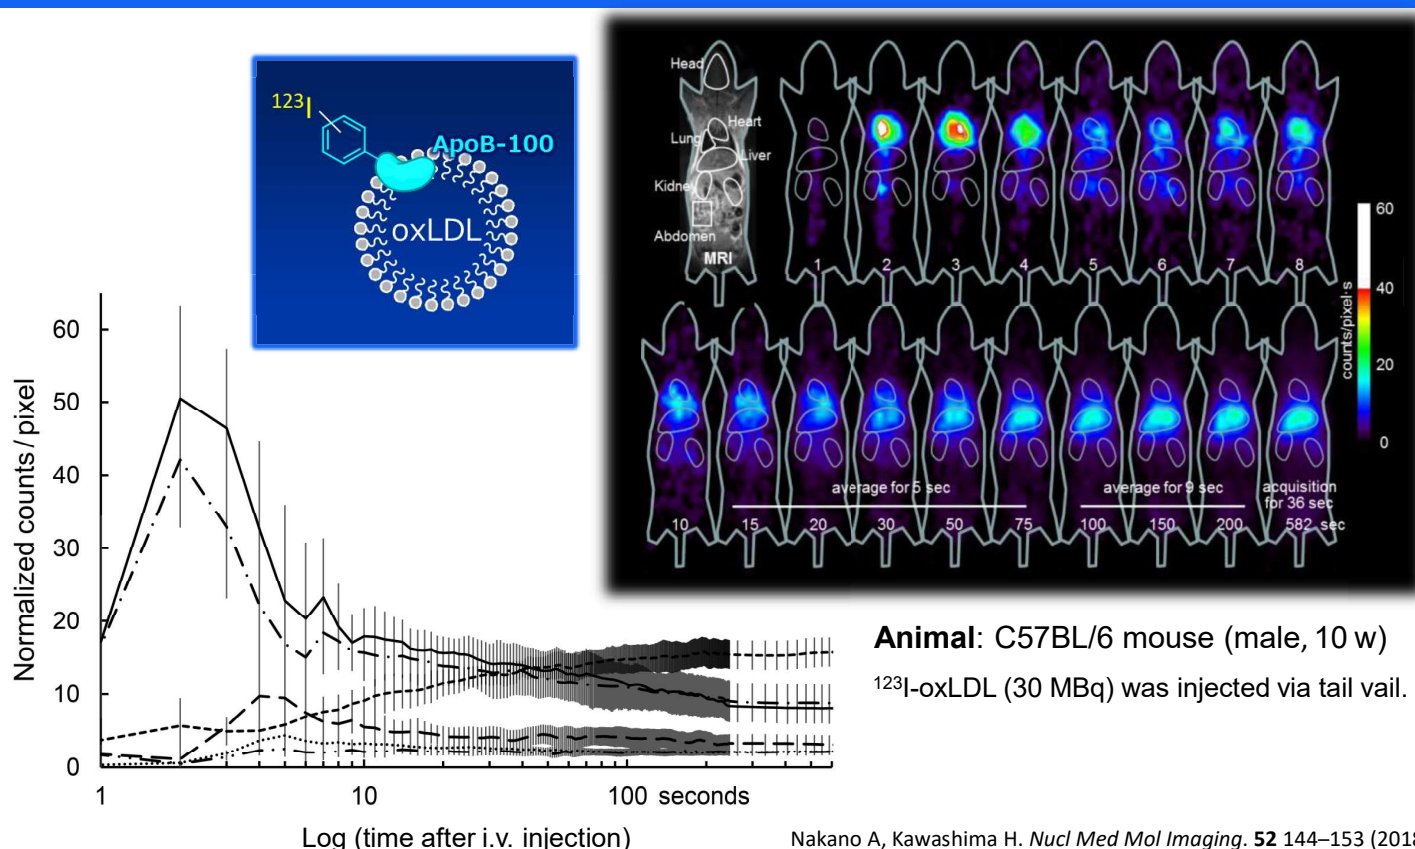 123I
ApoB-100
oxLDL
Head
Heart
Lung
Liver
Kidney
Abdomen
MRI
1 2 3 4 5 6 7 8
60
40
20
0
counts/pixel·s
average for 5 sec
average for 9 sec
acquisition
for 36 sec
10 15 20 30 50 75 100 150 200 582 sec
Normalized counts / pixel
60
50
40
30
20
10
0
1 10 100 seconds
Log (time after i.v. injection)
Animal: C57BL/6 mouse (male, 10 w)
123I-oxLDL (30 MBq) was injected via tail vail.
Nakano A, Kawashima H. Nucl Med Mol Imaging. 52 144–153 (2018